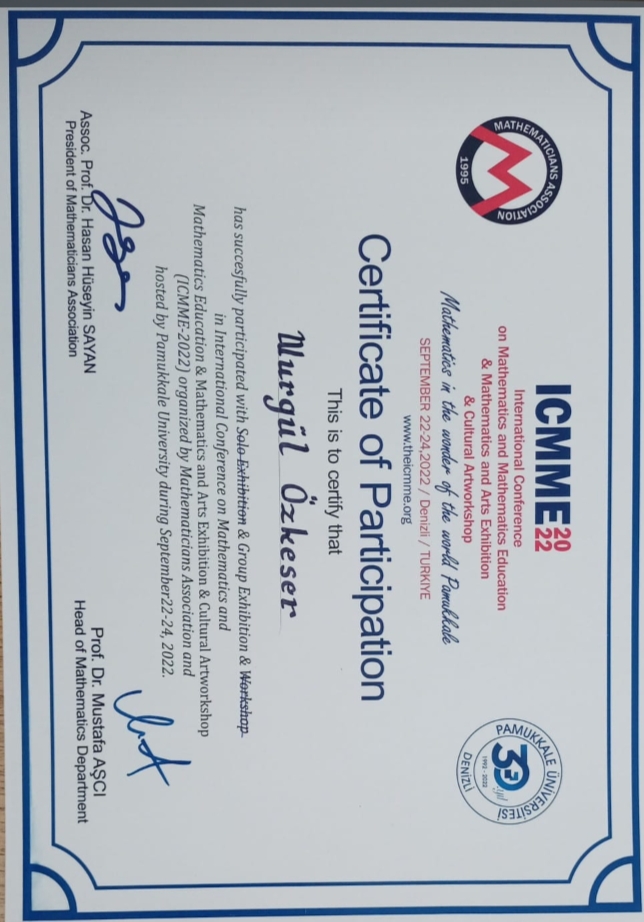 MATHEMATICIANS ASSOCIATION
1995
ICMME 2022
International Conference
on Mathematics and Mathematics Education
& Mathematics and Arts Exhibition
& Cultural Artworkshop
Mathematics in the wonder of the world Pamukkale
SEPTEMBER 22-24,2022 / Denizli / TURKIYE
www.theicmme.org
PAMUKKALE ÜNİVERSİTESİ
30 yıl
1992 - 2022
DENİZLİ
Certificate of Participation
This is to certify that
Nurgül Özkeser
has succesfully participated with Solo Exhibition & Group Exhibition & Workshop
in International Conference on Mathematics and
Mathematics Education & Mathematics and Arts Exhibition & Cultural Artworkshop
(ICMME-2022) organized by Mathematicians Association and
hosted by Pamukkale University during September22-24, 2022.
Assoc. Prof. Dr. Hasan Hüseyin SAYAN
President of Mathematicians Association
Prof. Dr. Mustafa AŞCI
Head of Mathematics Department